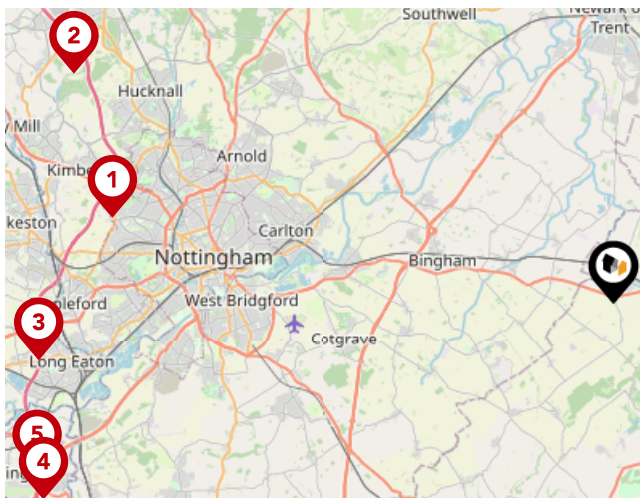 Southwell
Newark o
Trent
2
Hucknall
y Mill
Arnold
Kimbe
1
keston
Carlton
Nottingham
Bingham
pleford
West Bridgford
3
Cotgrave
Long Eaton
5
4